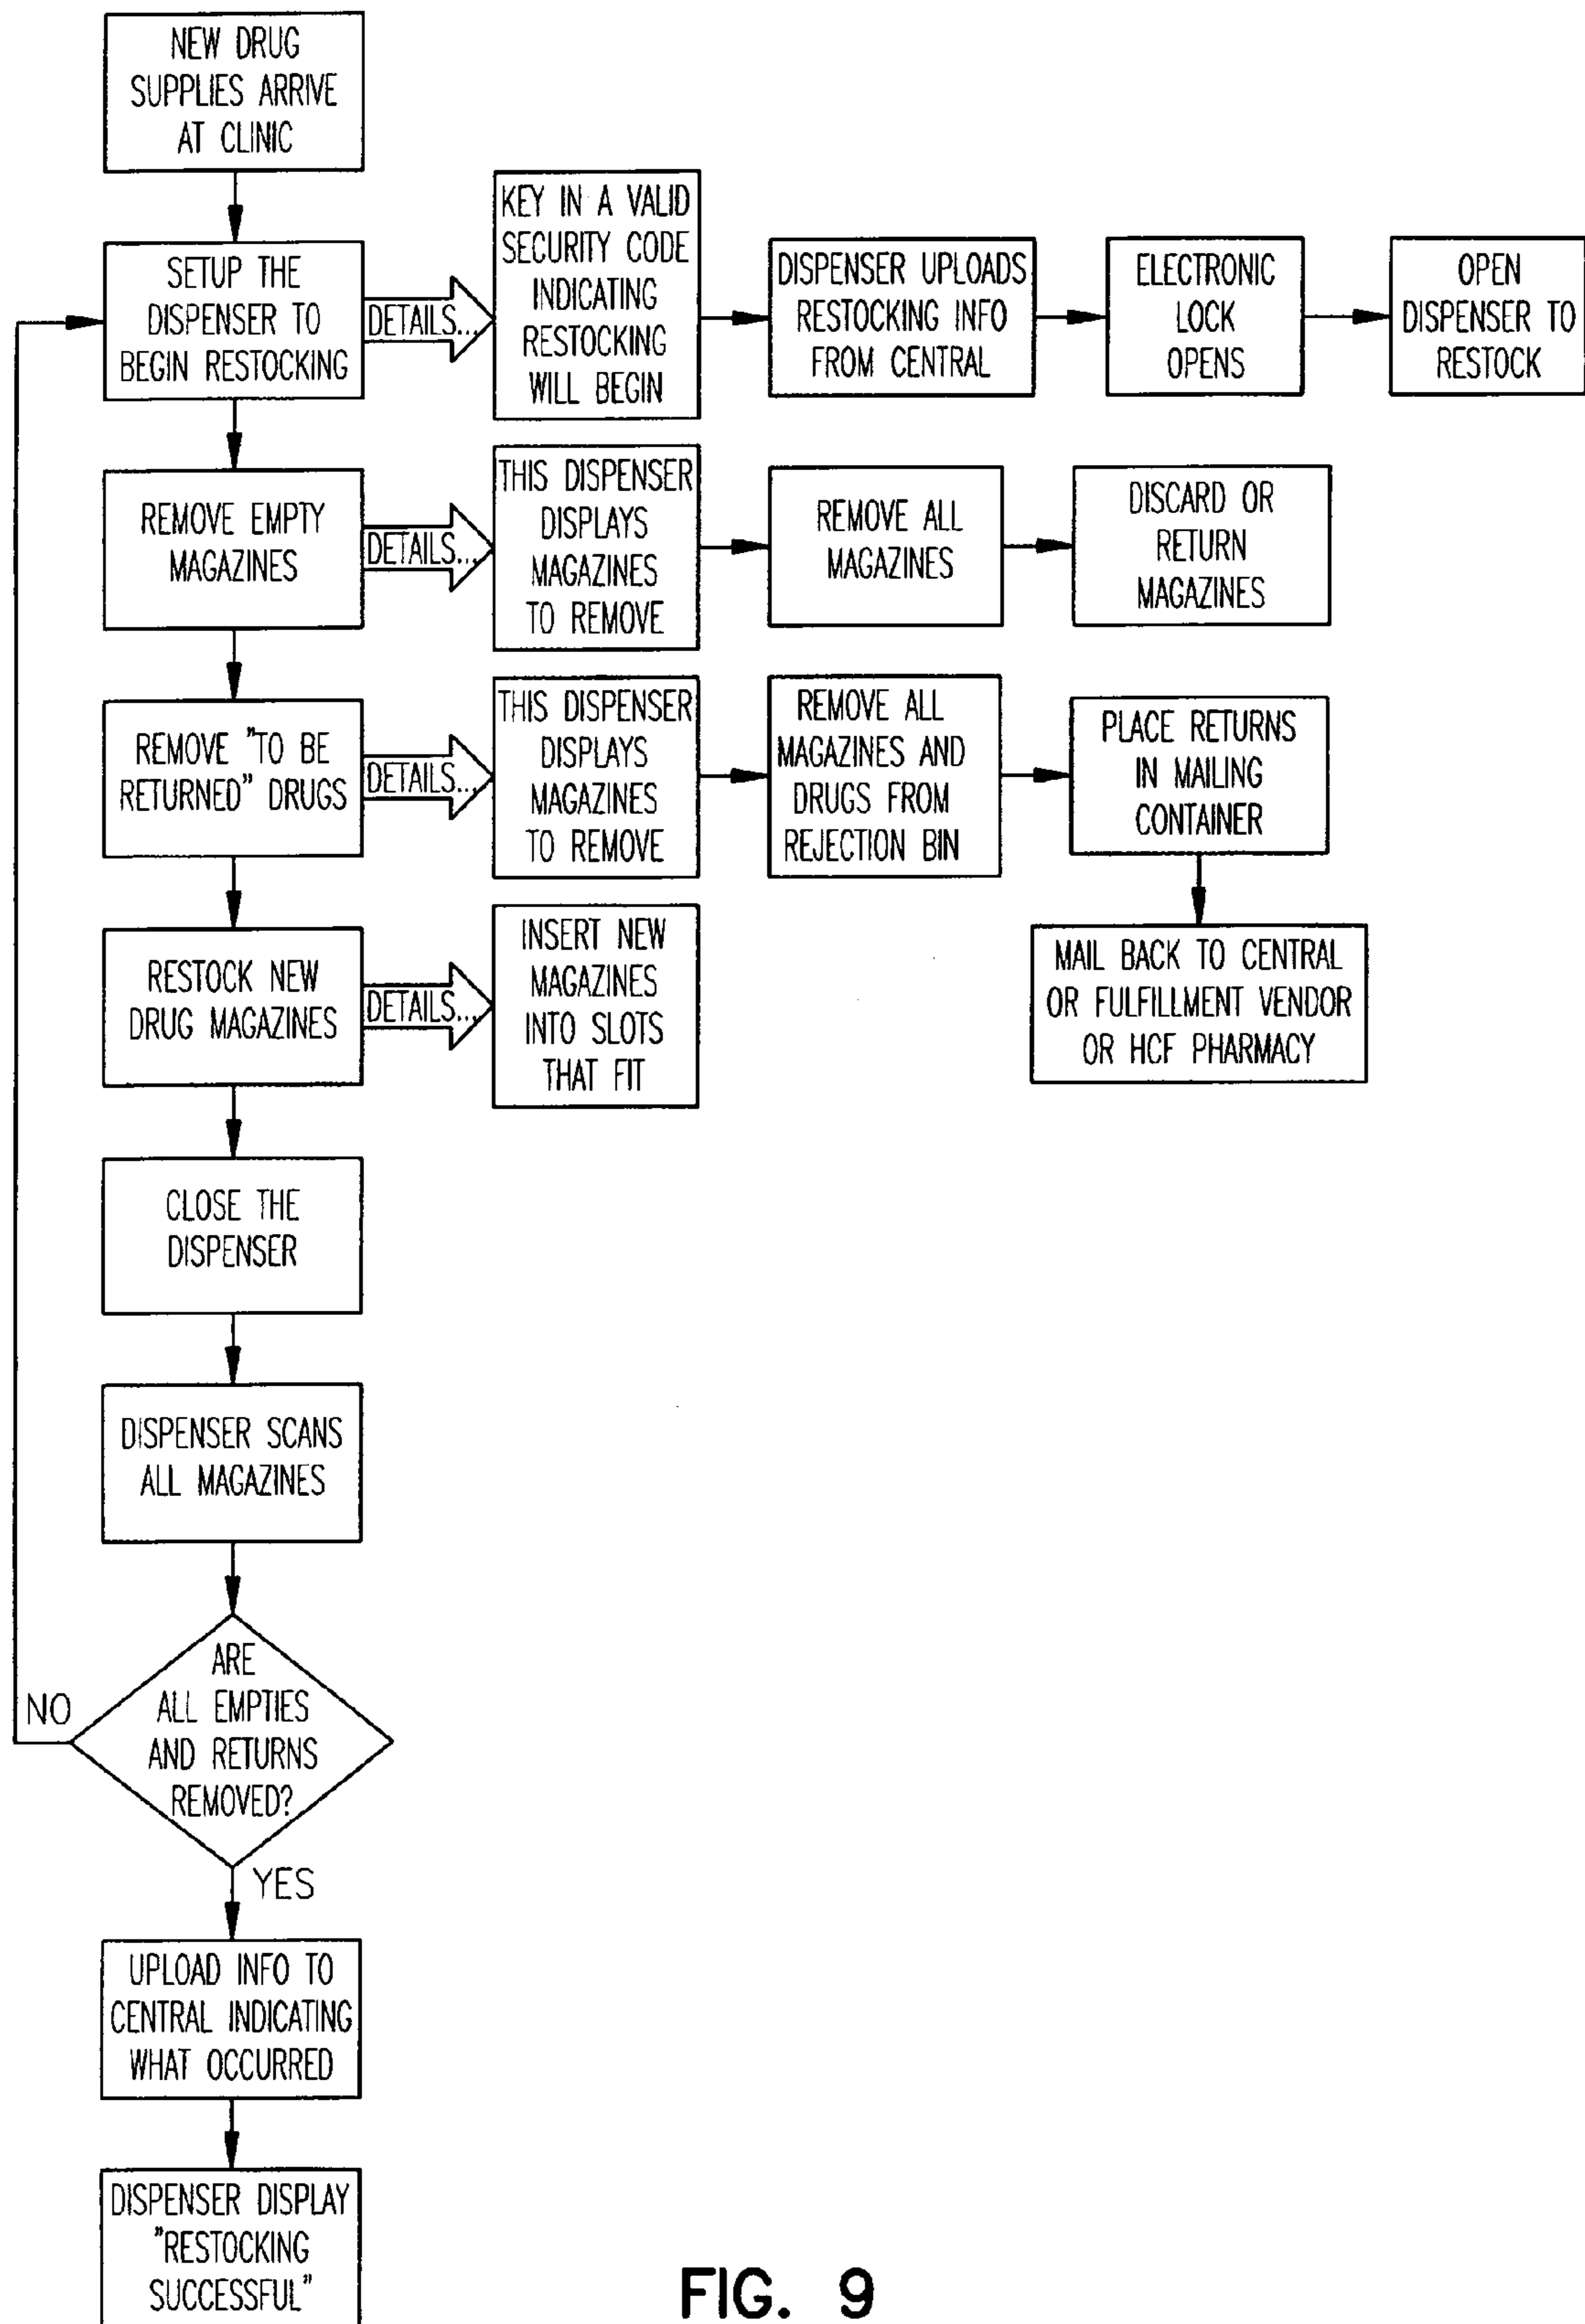 NEW DRUG
SUPPLIES ARRIVE
AT CLINIC
SETUP THE
DISPENSER TO
BEGIN RESTOCKING
DETAILS...
KEY IN A VALID
SECURITY CODE
INDICATING
RESTOCKING
WILL BEGIN
DISPENSER UPLOADS
RESTOCKING INFO
FROM CENTRAL
ELECTRONIC
LOCK
OPENS
OPEN
DISPENSER TO
RESTOCK
REMOVE EMPTY
MAGAZINES
DETAILS...
THIS DISPENSER
DISPLAYS
MAGAZINES
TO REMOVE
REMOVE ALL
MAGAZINES
DISCARD OR
RETURN
MAGAZINES
REMOVE "TO BE
RETURNED" DRUGS
DETAILS...
THIS DISPENSER
DISPLAYS
MAGAZINES
TO REMOVE
REMOVE ALL
MAGAZINES AND
DRUGS FROM
REJECTION BIN
PLACE RETURNS
IN MAILING
CONTAINER
MAIL BACK TO CENTRAL
OR FULFILLMENT VENDOR
OR HCF PHARMACY
RESTOCK NEW
DRUG MAGAZINES
DETAILS...
INSERT NEW
MAGAZINES
INTO SLOTS
THAT FIT
CLOSE THE
DISPENSER
DISPENSER SCANS
ALL MAGAZINES
ARE
ALL EMPTIES
AND RETURNS
REMOVED?
NO
YES
UPLOAD INFO TO
CENTRAL INDICATING
WHAT OCCURRED
DISPENSER DISPLAY
"RESTOCKING
SUCCESSFUL"
FIG. 9